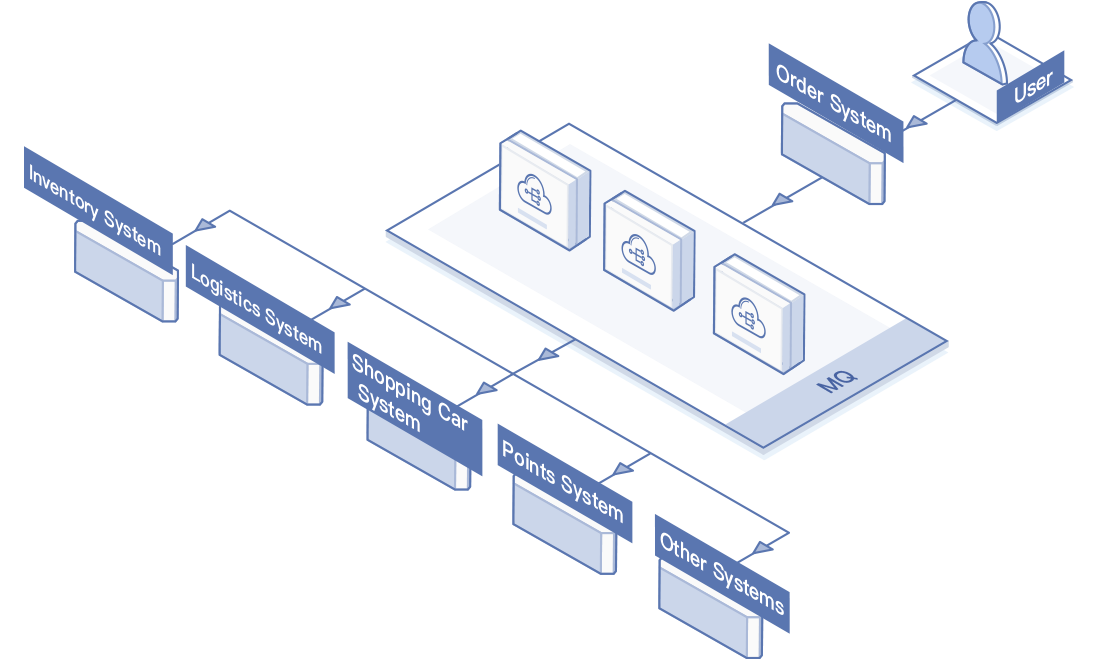 User
Order System
MQ
Inventory System
Logistics System
Shopping Car
System
Points System
Other Systems